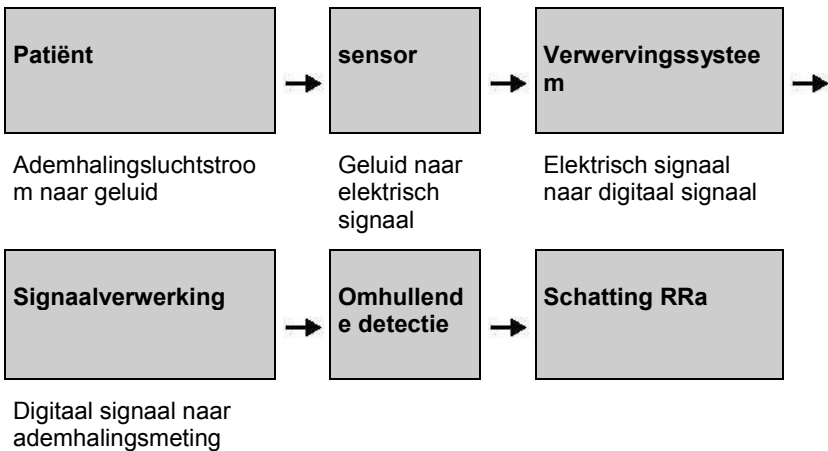 Patiënt
sensor
Verwervingssystee
m
Ademhalingsluchtstroo
m naar geluid
Geluid naar
elektrisch
signaal
Elektrisch signaal
naar digitaal signaal
Signaalverwerking
Omhullend
e detectie
Schatting RRa
Digitaal signaal naar
ademhalingsmeting